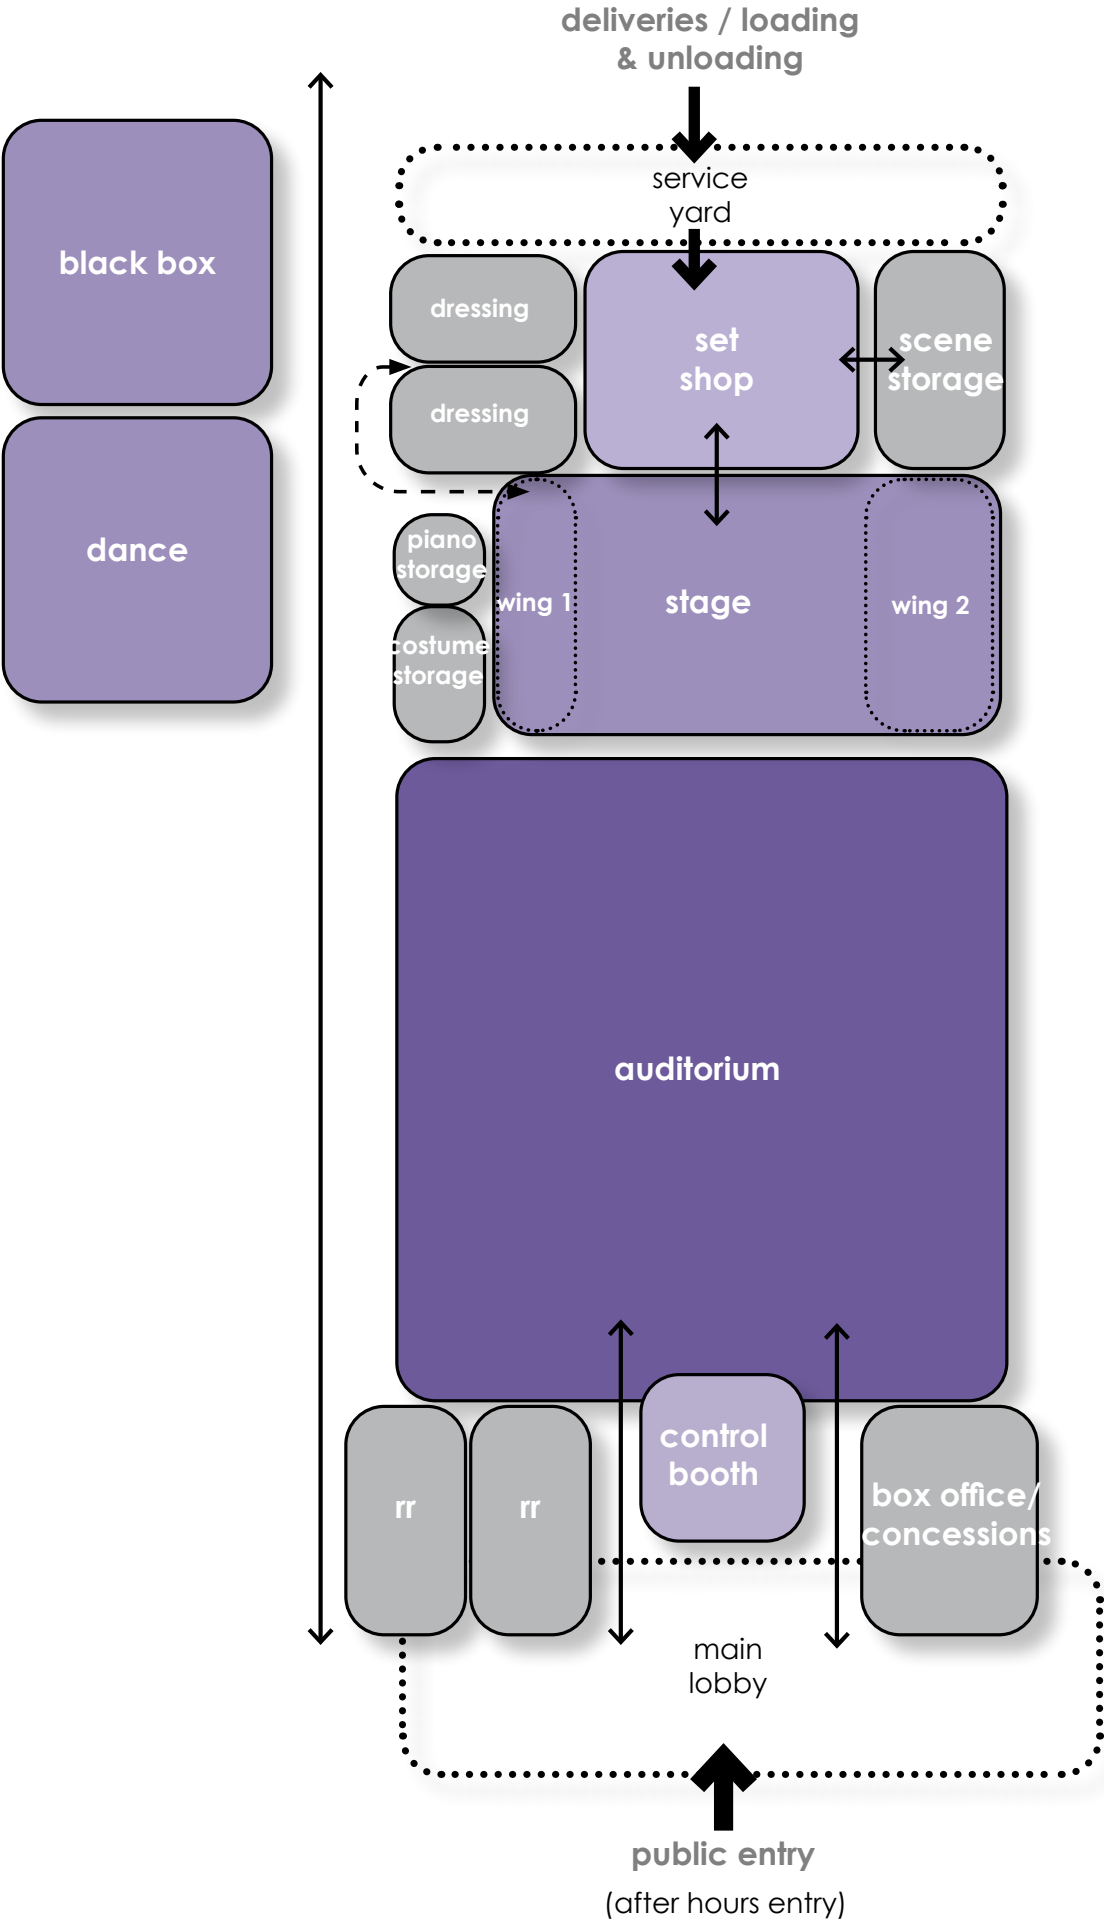 deliveries / loading
& unloading
service
yard
black box
dressing
set
shop
scene
storage
dressing
dance
piano
storage
wing 1
stage
wing 2
costume
storage
auditorium
control
booth
rr
rr
box office/
concessions
main
lobby
public entry
(after hours entry)